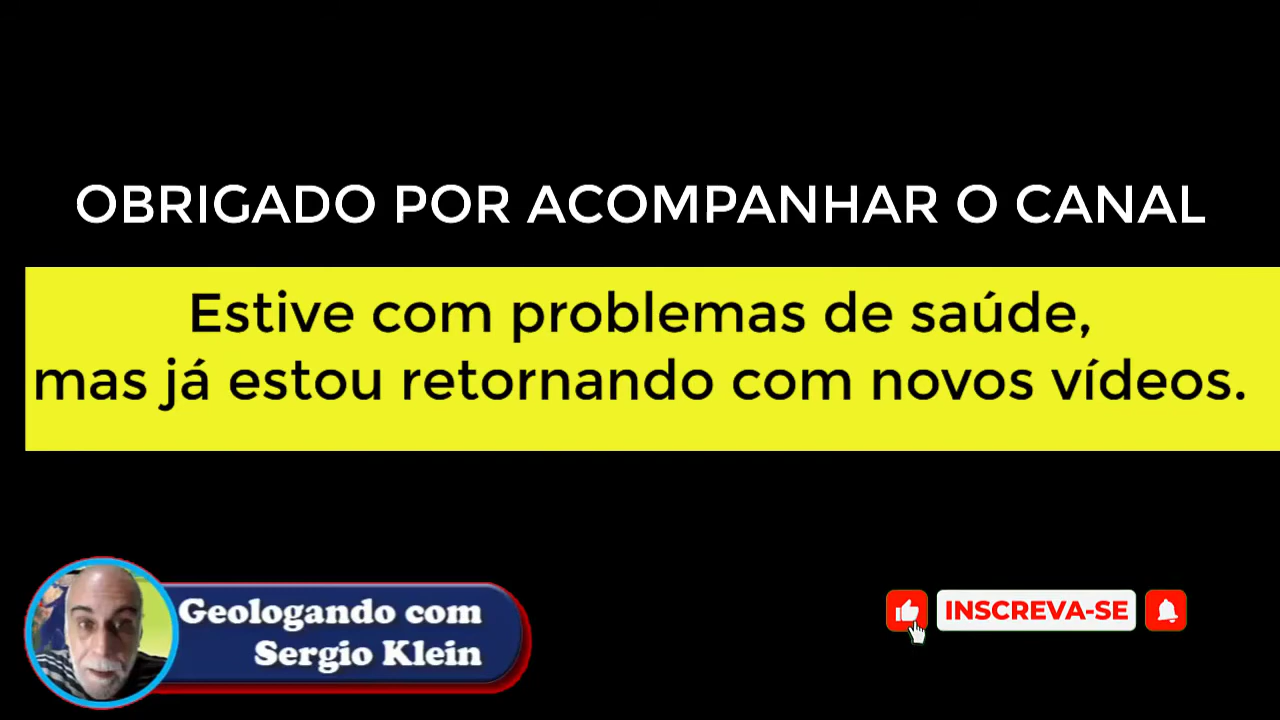 OBRIGADO POR ACOMPANHAR O CANAL
Estive com problemas de saúde,
mas já estou retornando com novos vídeos.
Geologando com
Sergio Klein
INSCREVA-SE